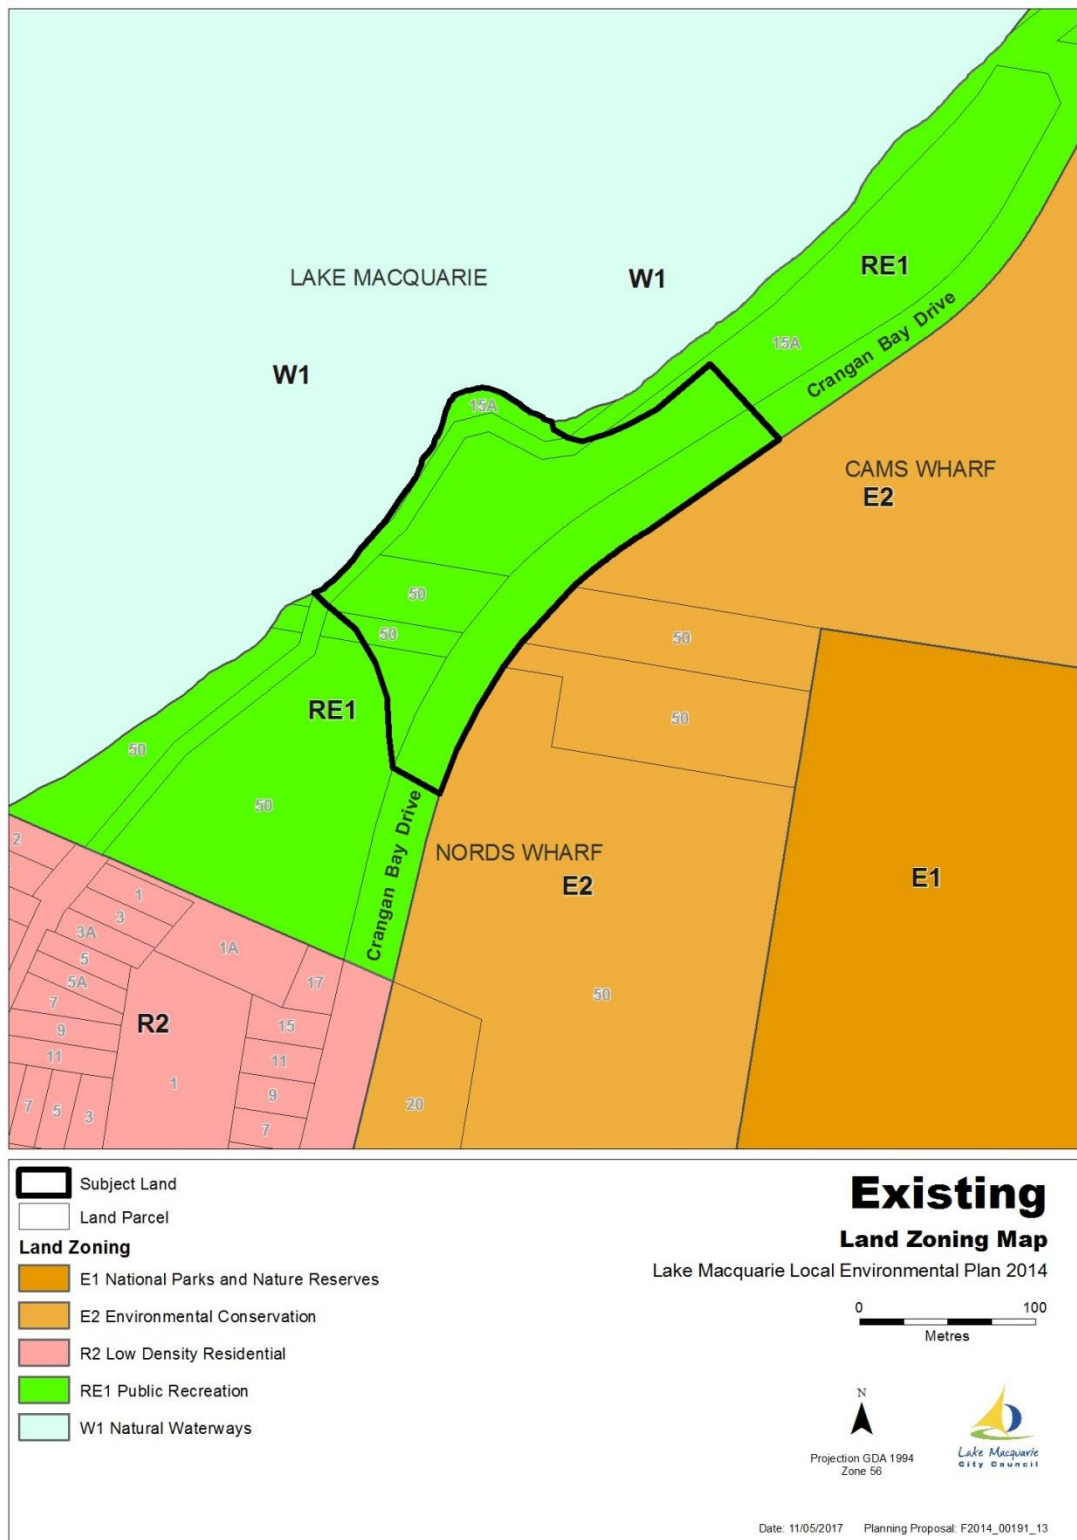 LAKE MACQUARIE
W1
RE1
15A
Crangan Bay Drive
W1
15A
CAMS WHARF
E2
50
50
50
50
RE1
50
50
Crangan Bay Drive
NORDS WHARF
E2
E1
2
1
3
3A
1A
5
17
5A
7
R2
15
9
11
11
1
9
7
5
3
7
50
20
Subject Land
Land Parcel
Land Zoning
E1 National Parks and Nature Reserves
E2 Environmental Conservation
R2 Low Density Residential
RE1 Public Recreation
W1 Natural Waterways
Existing
Land Zoning Map
Lake Macquarie Local Environmental Plan 2014
0 100
Metres
N
Projection GDA 1994
Zone 56
Lake Macquarie
City Council
Date: 11/05/2017 Planning Proposal: F2014_00191_13